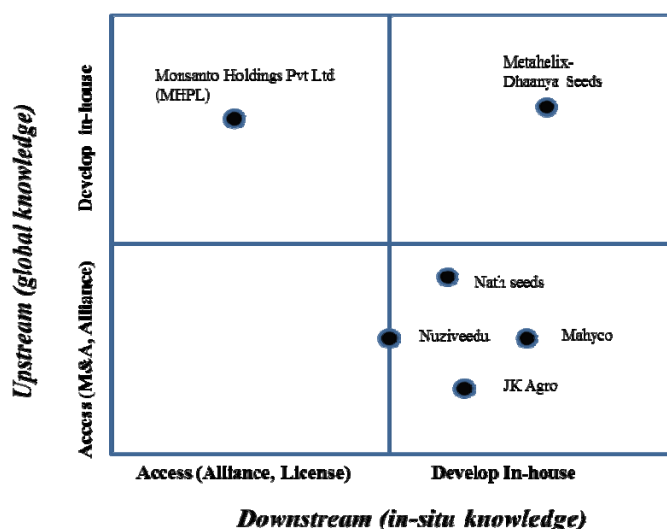 Monsanto Holdings Pvt Ltd
(MHPL)
Metahelix-
Dhaanya Seeds
Nath seeds
Nuziveedu
Mahyco
JK Agro
Upstream (global knowledge)
Develop in-house
Access (M&A, Alliance)
Access (Alliance, License)
Develop In-house
Downstream (in-situ knowledge)